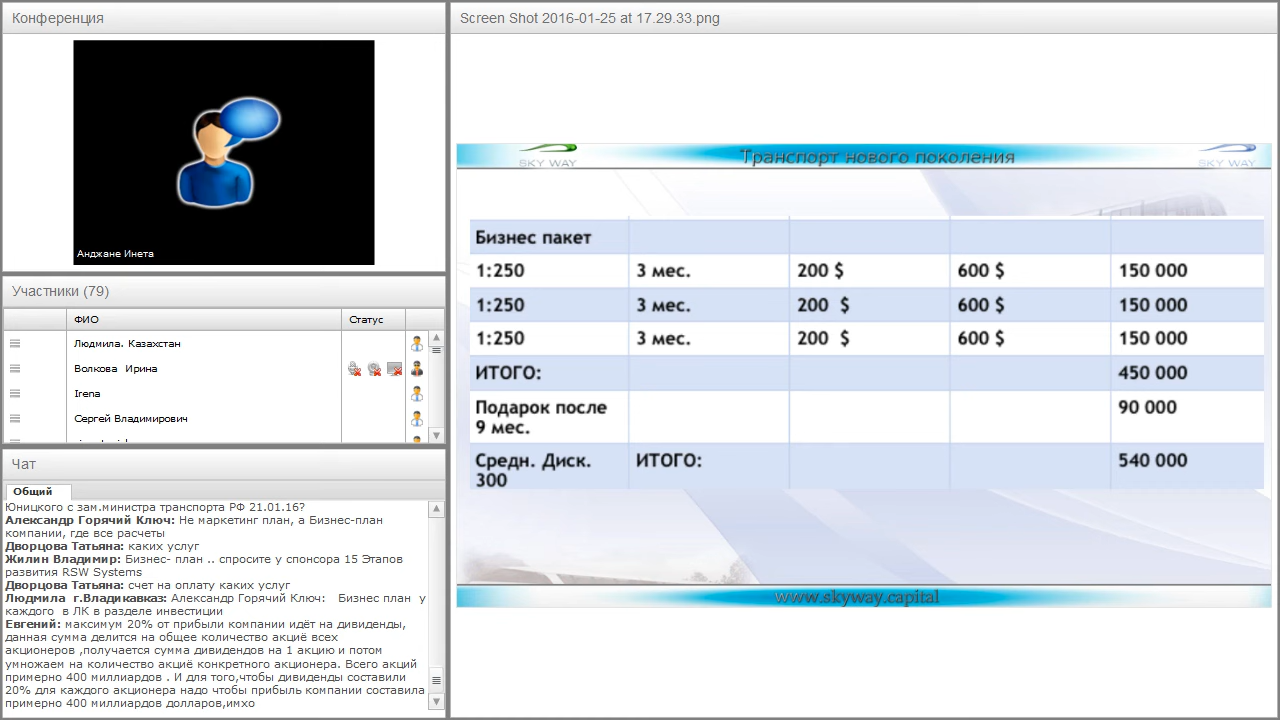 Конференция
Анджане Инета
Участники (79)
ФИО Статус
Людмила. Казахстан
Волкова Ирина
Irena
Сергей Владимирович
Чат
Общий
Юницкого с зам.министра транспорта РФ 21.01.16?
Александр Горячий Ключ: Не маркетинг план, а Бизнес-план
компании, где все расчеты
Дворцова Татьяна: каких услуг
Жилин Владимир: Бизнес- план .. спросите у спонсора 15 Этапов
развития RSW Systems
Дворцова Татьяна: счет на оплату каких услуг
Людмила г.Владикавказ: Александр Горячий Ключ: Бизнес план у
каждого в ЛК в разделе инвестиции
Евгений: максимум 20% от прибыли компании идёт на дивиденды,
данная сумма делится на общее количество акциё всех
акционеров ,получается сумма дивидендов на 1 акцию и потом
умножаем на количество акциё конкретного акционера. Всего акций
примерно 400 миллиардов . И для того,чтобы дивиденды составили
20% для каждого акционера надо чтобы прибыль компании составила
примерно 400 миллиардов долларов,имхо
Screen Shot 2016-01-25 at 17.29.33.png
SKY WAY Транспорт нового поколения SKY WAY
Бизнес пакет
1:250 3 мес. 200 $ 600 $ 150 000
1:250 3 мес. 200 $ 600 $ 150 000
1:250 3 мес. 200 $ 600 $ 150 000
ИТОГО: 450 000
Подарок после 90 000
9 мес.
Средн. Диск. ИТОГО: 540 000
300
www.skyway.capital